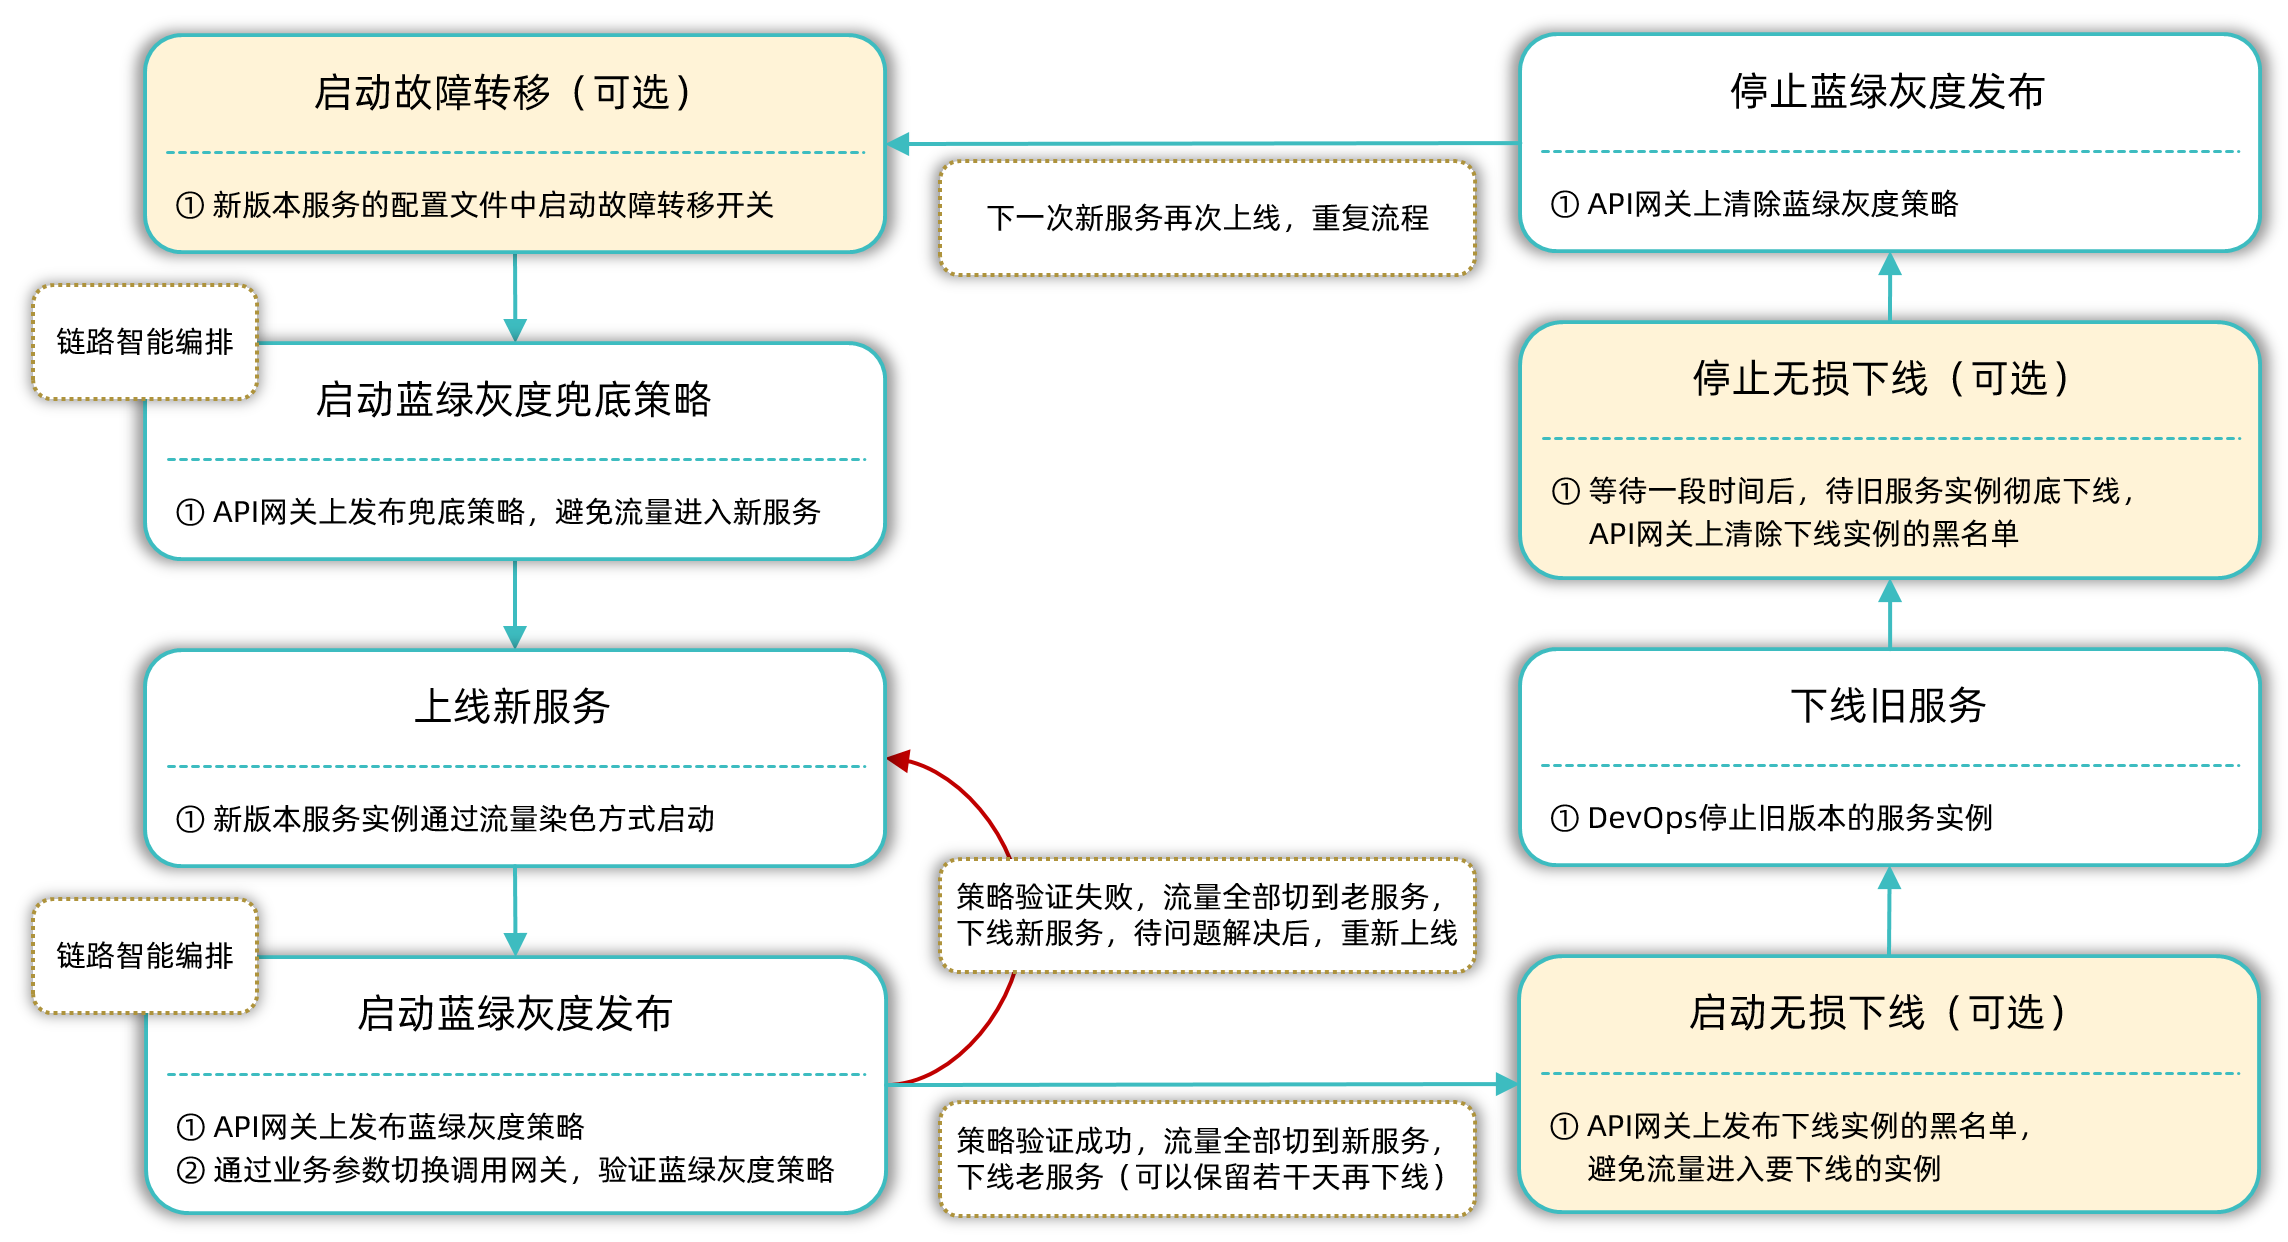 启动故障转移（可选）
① 新版本服务的配置文件中启动故障转移开关
链路智能编排
启动蓝绿灰度兜底策略
① API网关上发布兜底策略，避免流量进入新服务
上线新服务
① 新版本服务实例通过流量染色方式启动
链路智能编排
启动蓝绿灰度发布
① API网关上发布蓝绿灰度策略
② 通过业务参数切换调用网关，验证蓝绿灰度策略
策略验证失败，流量全部切到老服务，
下线新服务，待问题解决后，重新上线
策略验证成功，流量全部切到新服务，
下线老服务（可以保留若干天再下线）
启动无损下线（可选）
① API网关上发布下线实例的黑名单，
避免流量进入要下线的实例
下线旧服务
① DevOps停止旧版本的服务实例
停止无损下线（可选）
① 等待一段时间后，待旧服务实例彻底下线，
API网关上清除下线实例的黑名单
停止蓝绿灰度发布
① API网关上清除蓝绿灰度策略
下一次新服务再次上线，重复流程